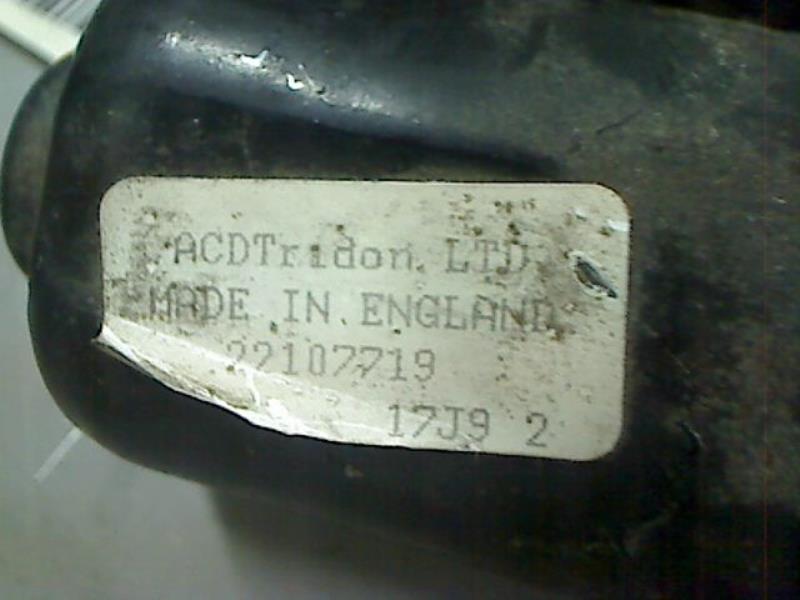 ACDTridon LTD
MADE IN ENGLAND
22107719
17J9 2